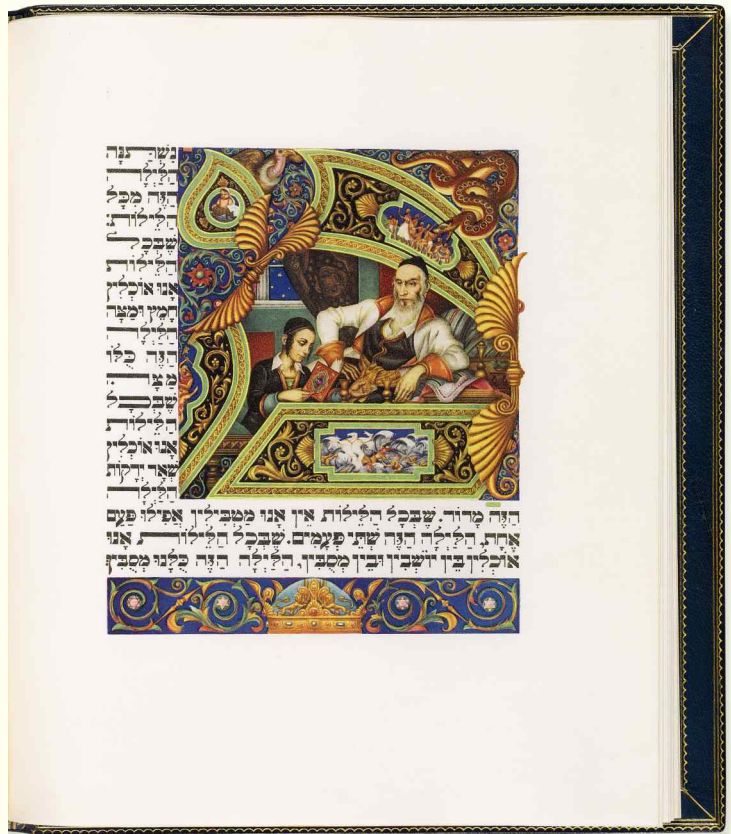 נִשְׁתַּנָּה
הַלַּיְלָה
הַזֶּה מִכָּל
הַלֵּילוֹת.
שֶׁבְּכָל
הַלֵּילוֹת
אָנוּ אוֹכְלִין
חָמֵץ וּמַצָּה
הַלַּיְלָה
הַזֶּה כֻּלּוֹ
מַצָּה:
שֶׁבְּכָל
הַלֵּילוֹת
אָנוּ אוֹכְלִין
שְׁאָר יְרָקוֹת
הַלַּיְלָה
הַזֶּה מָרוֹר. שֶׁבְּכָל הַלֵּילוֹת אֵין אָנוּ מַטְבִּילִין אֲפִילוּ פַּעַם
אֶחָת, הַלַּיְלָה הַזֶּה שְׁתֵּי פְעָמִים. שֶׁבְּכָל הַלֵּילוֹת אָנוּ
אוֹכְלִין בֵּין יוֹשְׁבִין וּבֵין מְסֻבִּין, הַלַּיְלָה הַזֶּה כֻּלָּנוּ מְסֻבִּין